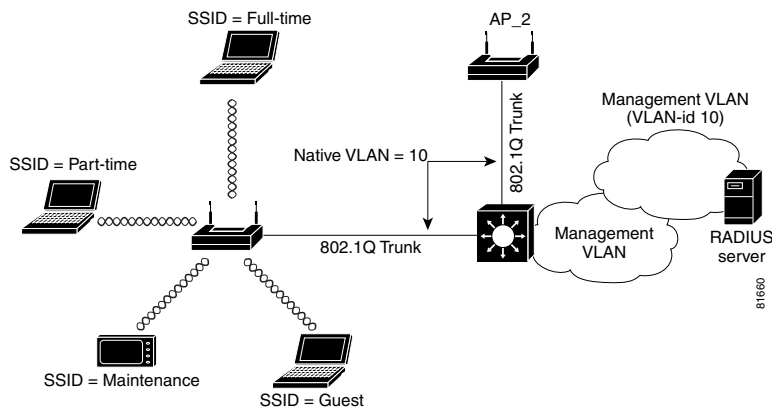 SSID = Full-time
AP_2
Management VLAN
(VLAN-id 10)
802.1Q Trunk
Native VLAN = 10
SSID = Part-time
802.1Q Trunk
Management
VLAN
RADIUS
server
81660
SSID = Maintenance
SSID = Guest